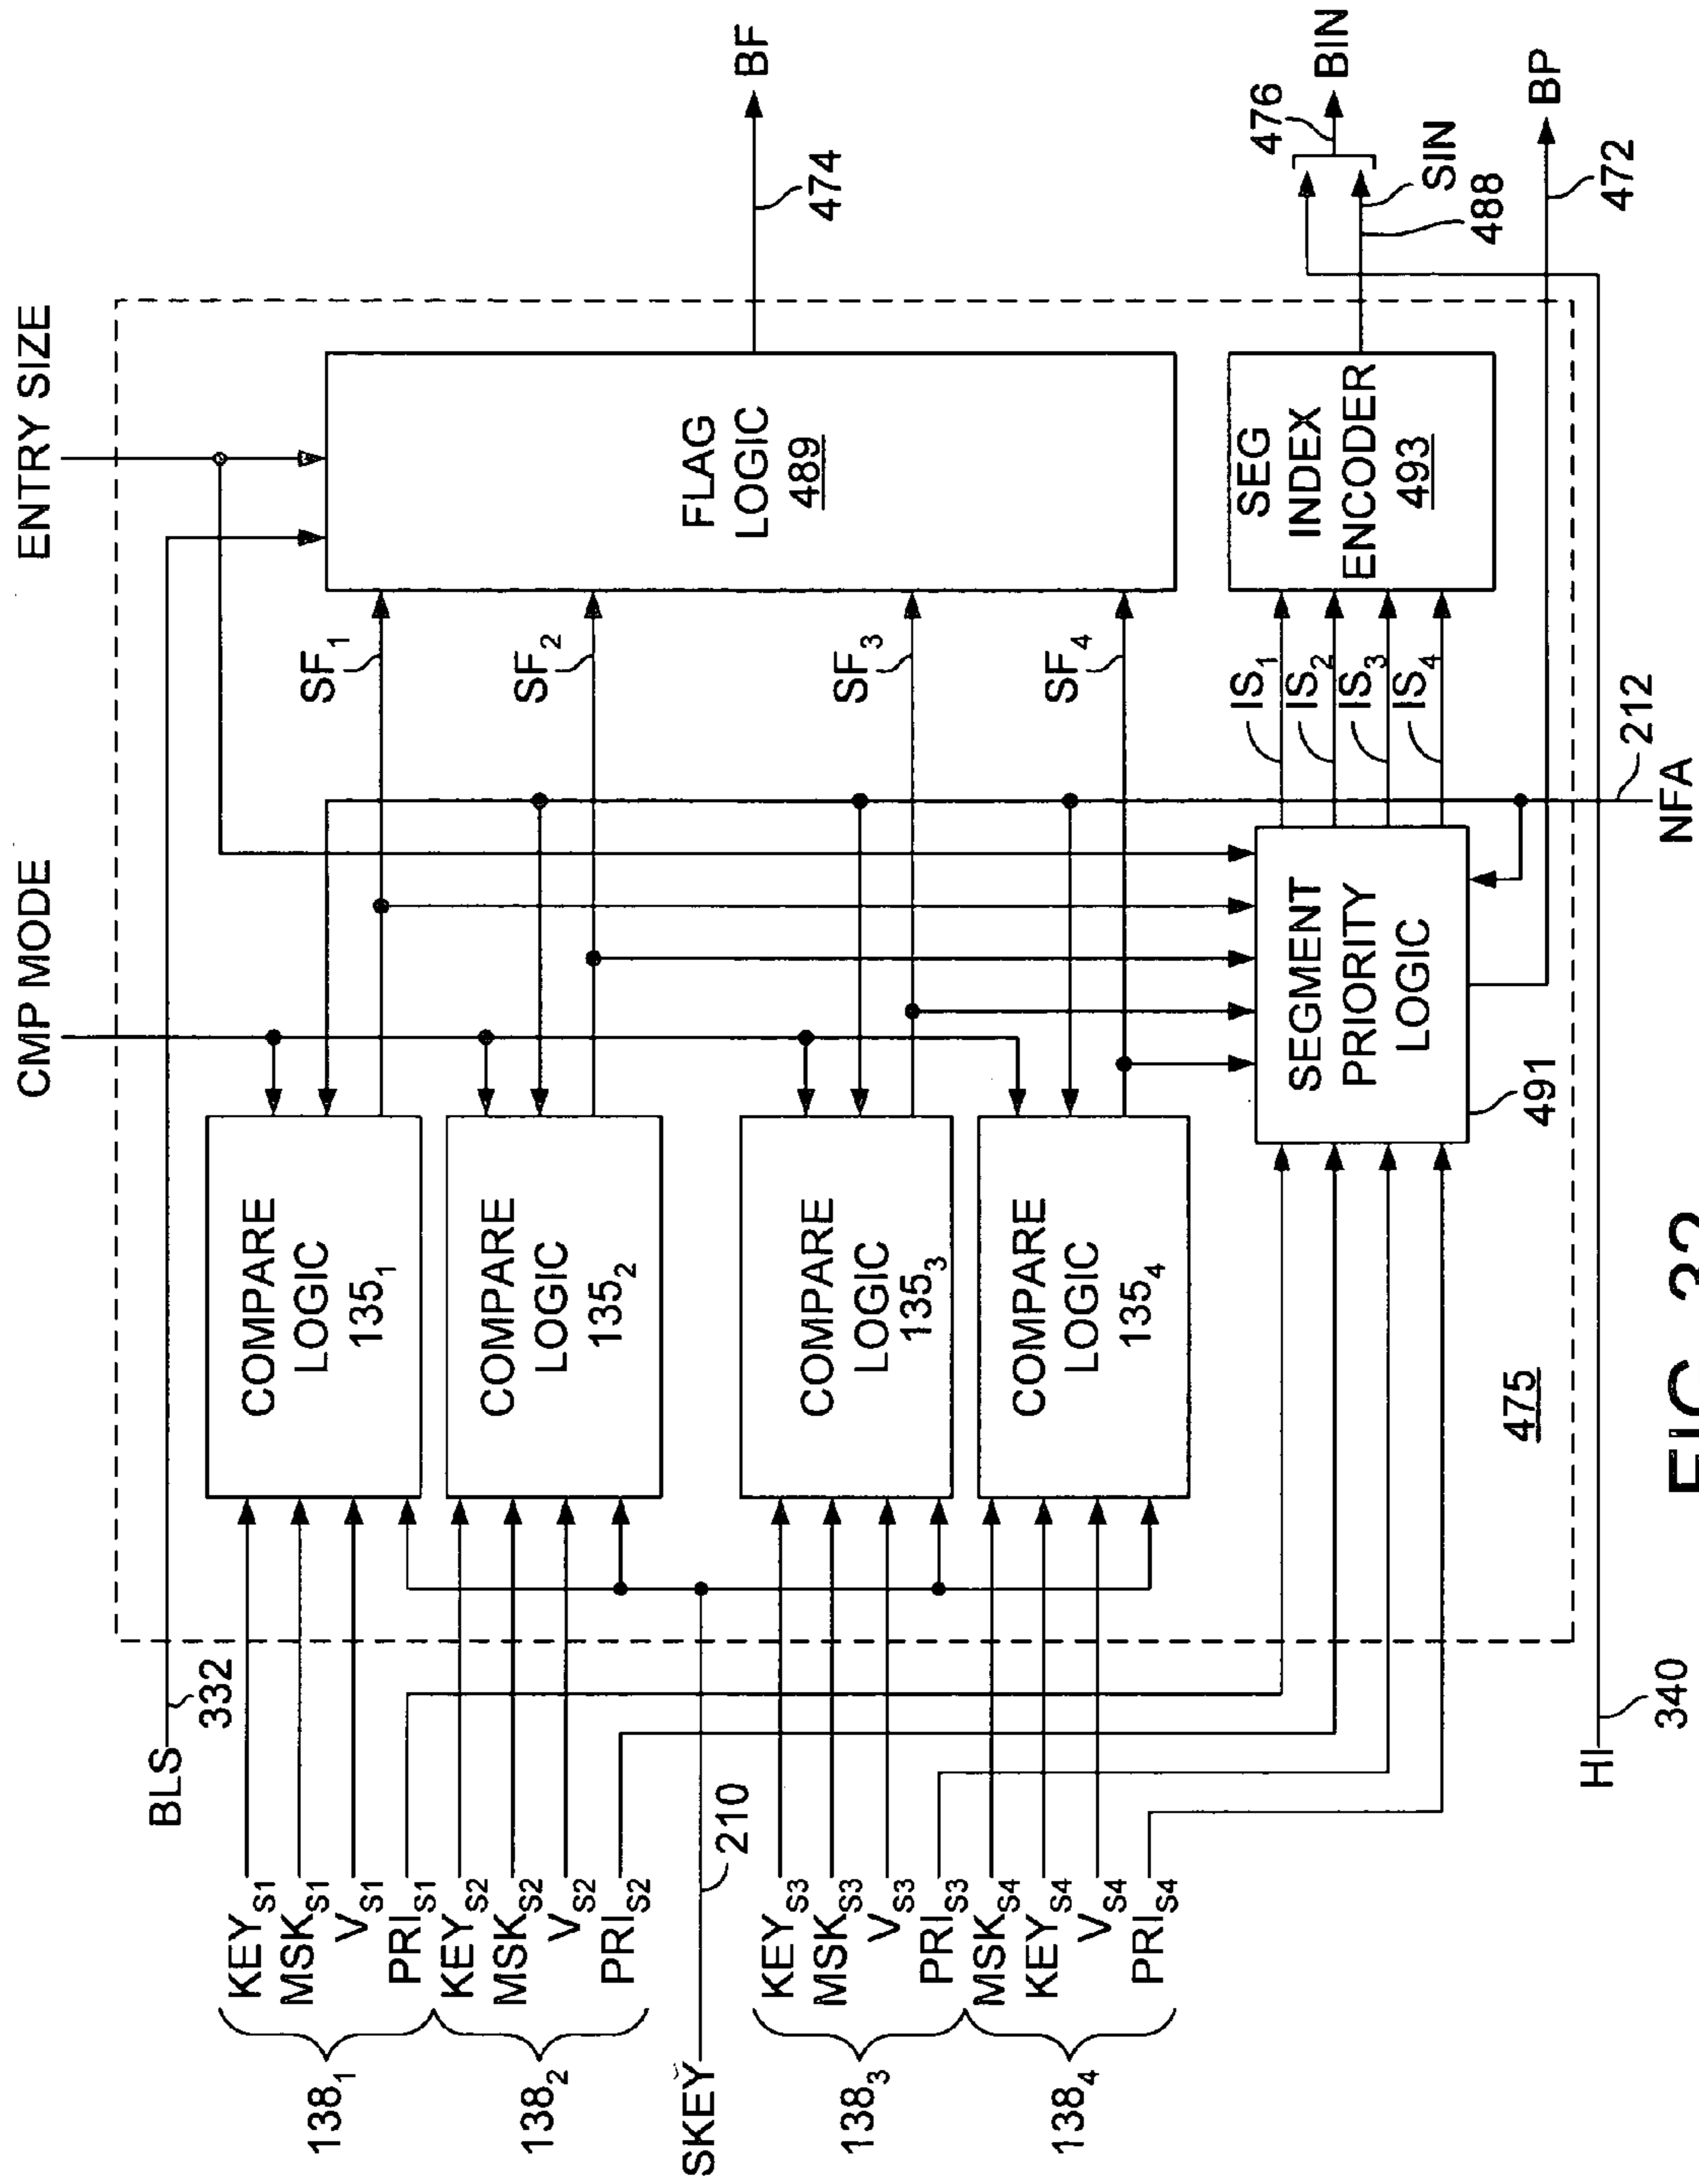 CMP MODE
ENTRY SIZE
BLS
332
KEYS1
MSKS1
VS1
PRIS1
138₁
KEYS2
MSKS2
VS2
PRIS2
138₂
SKEY
210
KEYS3
MSKS3
VS3
PRIS3
138₃
MSKS4
KEYS4
VS4
PRIS4
138₄
HI
340
COMPARE
LOGIC
135₁
COMPARE
LOGIC
135₂
COMPARE
LOGIC
135₃
COMPARE
LOGIC
135₄
475
SF₁
SF₂
SF₃
SF₄
SEGMENT
PRIORITY
LOGIC
491
IS₁
IS₂
IS₃
IS₄
NFA
212
FLAG
LOGIC
489
SEG
INDEX
ENCODER
493
474
BF
476
BIN
SIN
488
BP
472
FIG. 32